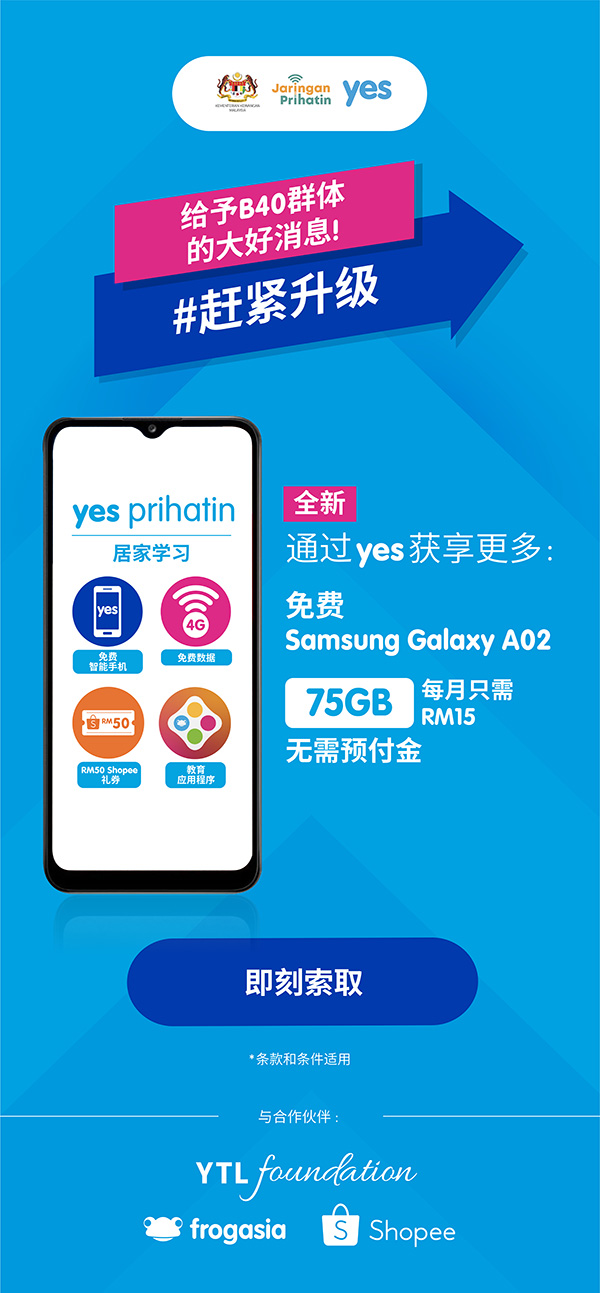 KEMENTERIAN KEWANGAN
MALAYSIA
Jaringan
Prihatin
yes
给予B40群体
的大好消息!
#赶紧升级
yes prihatin
居家学习
yes
4G
免费
智能手机
免费数据
S RM50
RM50 Shopee
礼券
教育
应用程序
全新
通过yes获享更多:
免费
Samsung Galaxy A02
75GB
每月只需
RM15
无需预付金
即刻索取
*条款和条件适用
与合作伙伴:
YTL foundation
frogasia
S Shopee